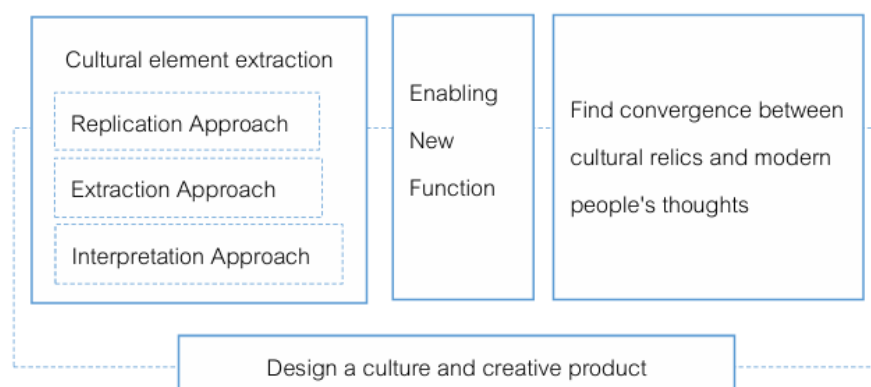 Cultural element extraction
Replication Approach
Extraction Approach
Interpretation Approach
Enabling
New
Function
Find convergence between
cultural relics and modern
people's thoughts
Design a culture and creative product